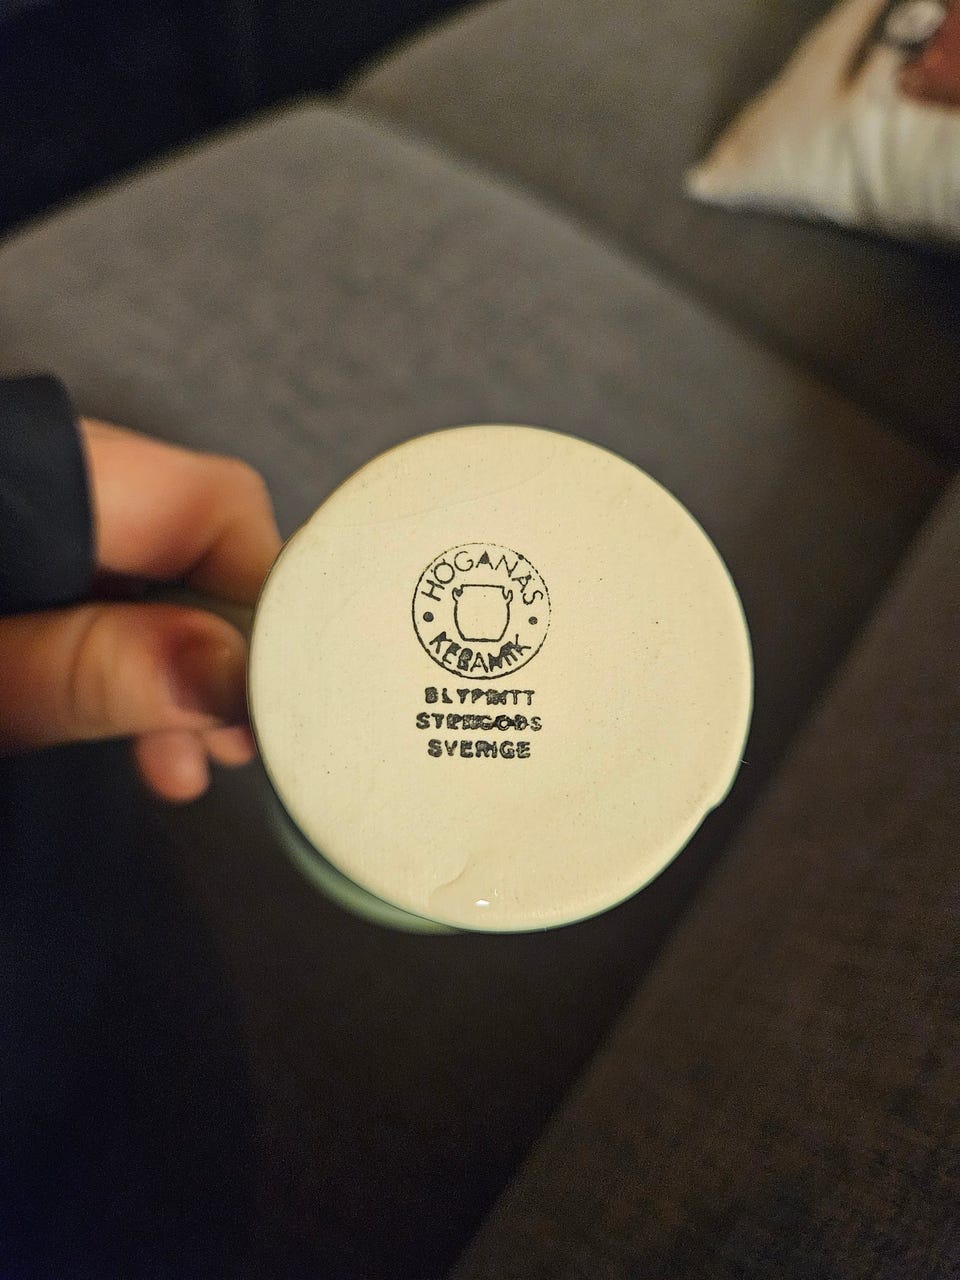 HÖGANÄS
KERAMIK
BLYFRITT
STENGODS
SVERIGE